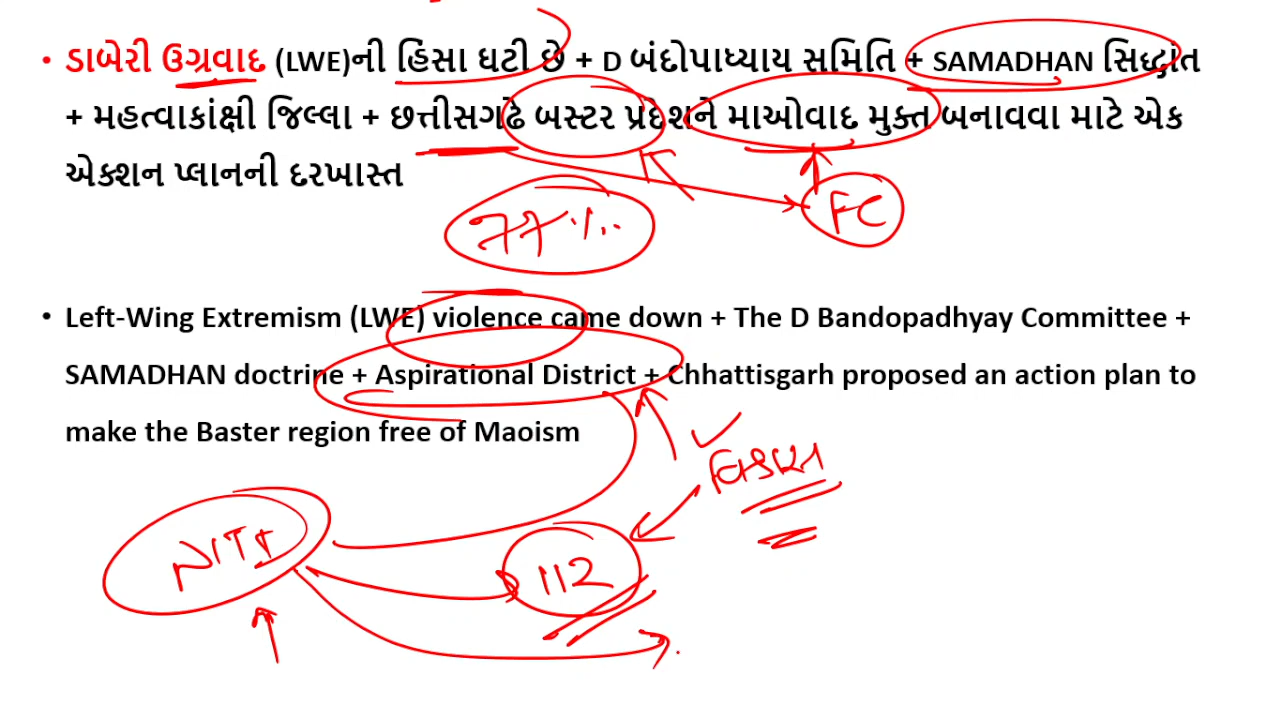 • ડાબેરી ઉગ્રવાદ (LWE)ની હિંસા ઘટી છે + D બંદોપાધ્યાય સમિતિ + SAMADHAN સિદ્ધાંત
+ મહત્વાકાંક્ષી જિલ્લા + છત્તીસગઢે બસ્ટર પ્રદેશને માઓવાદ મુક્ત બનાવવા માટે એક
એક્શન પ્લાનની દરખાસ્ત
77%
FC
• Left-Wing Extremism (LWE) violence came down + The D Bandopadhyay Committee +
SAMADHAN doctrine + Aspirational District + Chhattisgarh proposed an action plan to
make the Baster region free of Maoism
વિકાસ
NITI
112